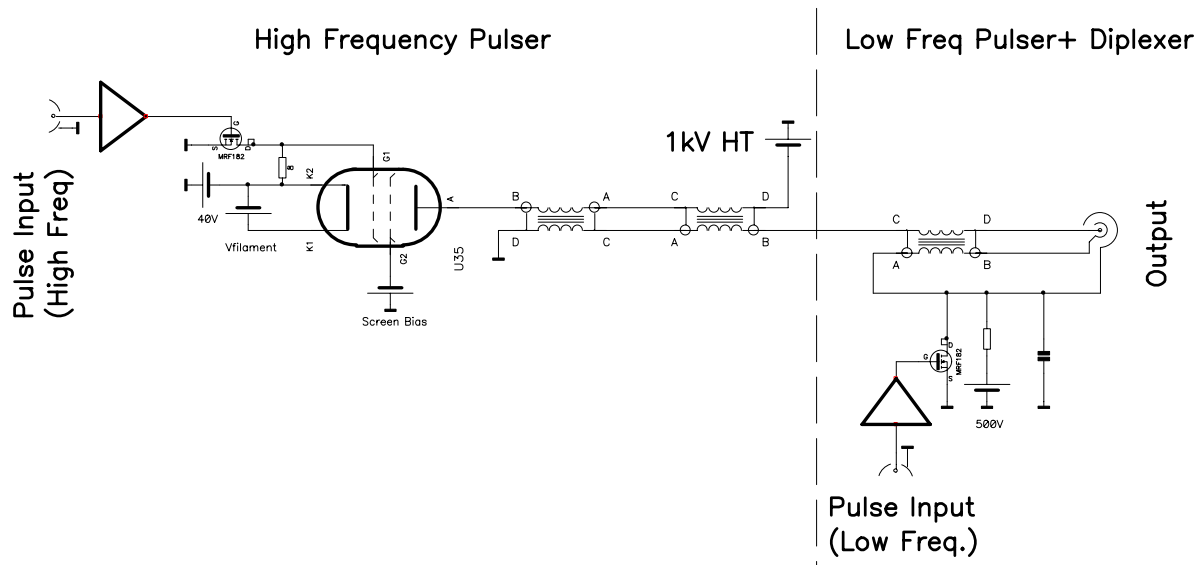 High Frequency Pulser
Low Freq Pulser+ Diplexer
Pulse Input
(High Freq)
G
S
D
MRF182
8
G1
K2
40V
Vfilament
K1
A
U35
G2
Screen Bias
1kV HT
B
A
D
C
C
D
A
B
C
D
A
B
Output
G
D
S
MRF182
500V
Pulse Input
(Low Freq.)